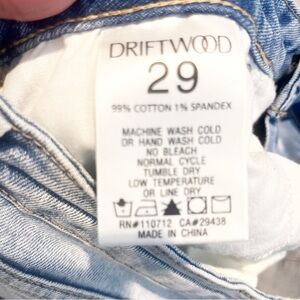 DRIFTWOOD
29
99% COTTON 1% SPANDEX
MACHINE WASH COLD
OR HAND WASH COLD
NO BLEACH
NORMAL CYCLE
TUMBLE DRY
LOW TEMPERATURE
OR LINE DRY
RN#110712 CA#29438
MADE IN CHINA